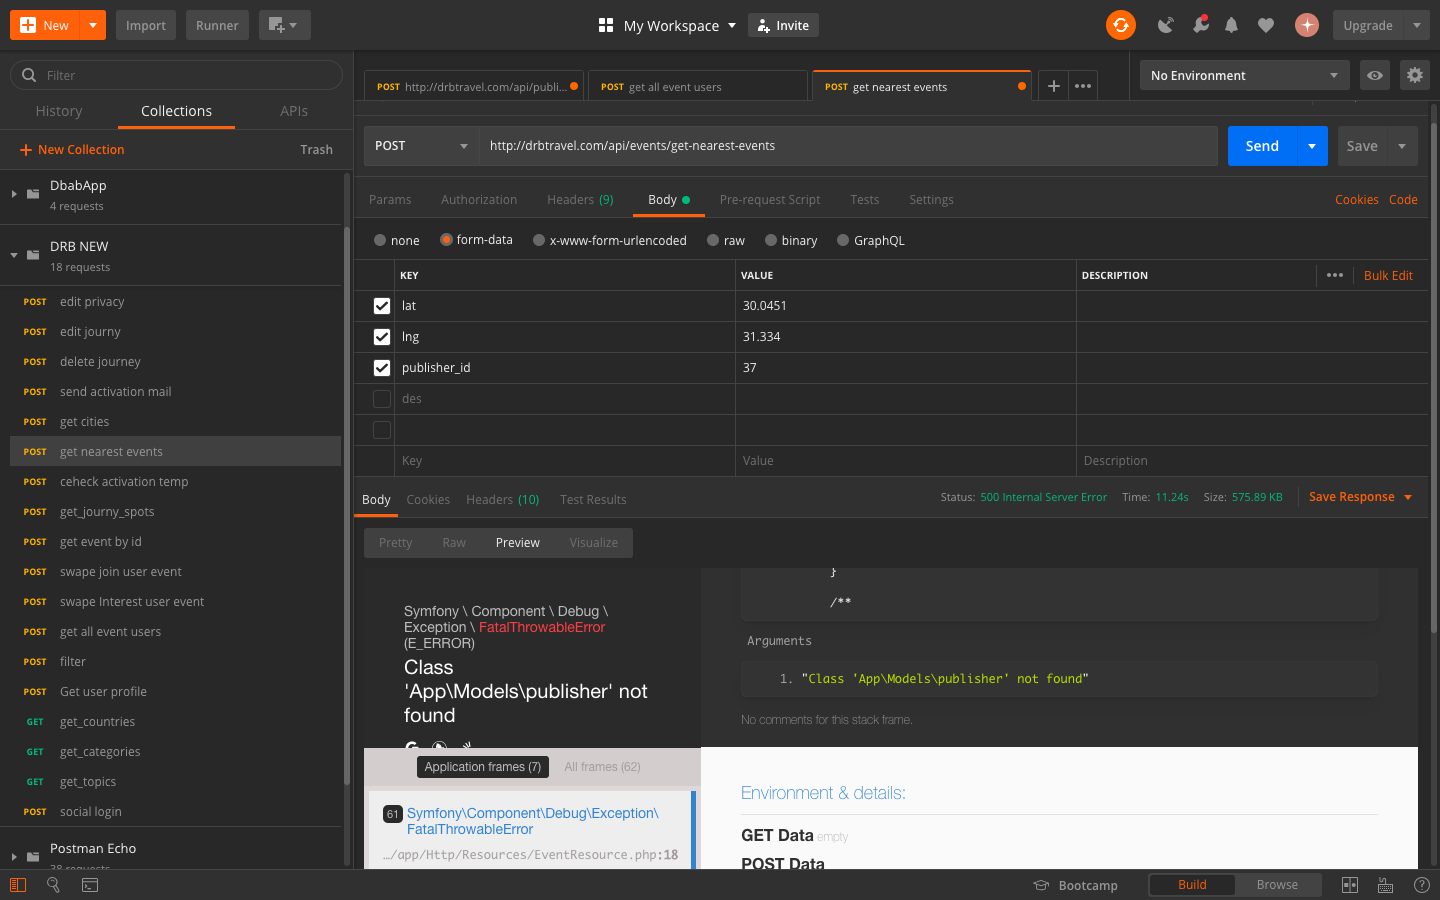 New
Import
Runner
My Workspace
Invite
Upgrade
Filter
History
Collections
APIs
New Collection
Trash
DbabApp
4 requests
DRB NEW
18 requests
POST edit privacy
POST edit journy
POST delete journey
POST send activation mail
POST get cities
POST get nearest events
POST ceheck activation temp
POST get_journy_spots
POST get event by id
POST swape join user event
POST swape Interest user event
POST get all event users
POST filter
POST Get user profile
GET get_countries
GET get_categories
GET get_topics
POST social login
Postman Echo
38 requests
POST http://drbtravel.com/api/publi...
POST get all event users
POST get nearest events
No Environment
POST http://drbtravel.com/api/events/get-nearest-events
Send
Save
Params
Authorization
Headers (9)
Body
Pre-request Script
Tests
Settings
Cookies
Code
none
form-data
x-www-form-urlencoded
raw
binary
GraphQL
KEY VALUE DESCRIPTION
Bulk Edit
lat 30.0451
lng 31.334
publisher_id 37
des
Key Value Description
Body
Cookies
Headers (10)
Test Results
Status: 500 Internal Server Error
Time: 11.24s
Size: 575.89 KB
Save Response
Pretty
Raw
Preview
Visualize
Symfony \ Component \ Debug \
Exception \ FatalThrowableError
(E_ERROR)
Class
'App\Models\publisher' not
found
Application frames (7)
All frames (62)
61 Symfony\Component\Debug\Exception\
FatalThrowableError
…/app/Http/Resources/EventResource.php:18
}
/**
Arguments
1. "Class 'App\Models\publisher' not found"
No comments for this stack frame.
Environment & details:
GET Data empty
POST Data
Bootcamp
Build
Browse